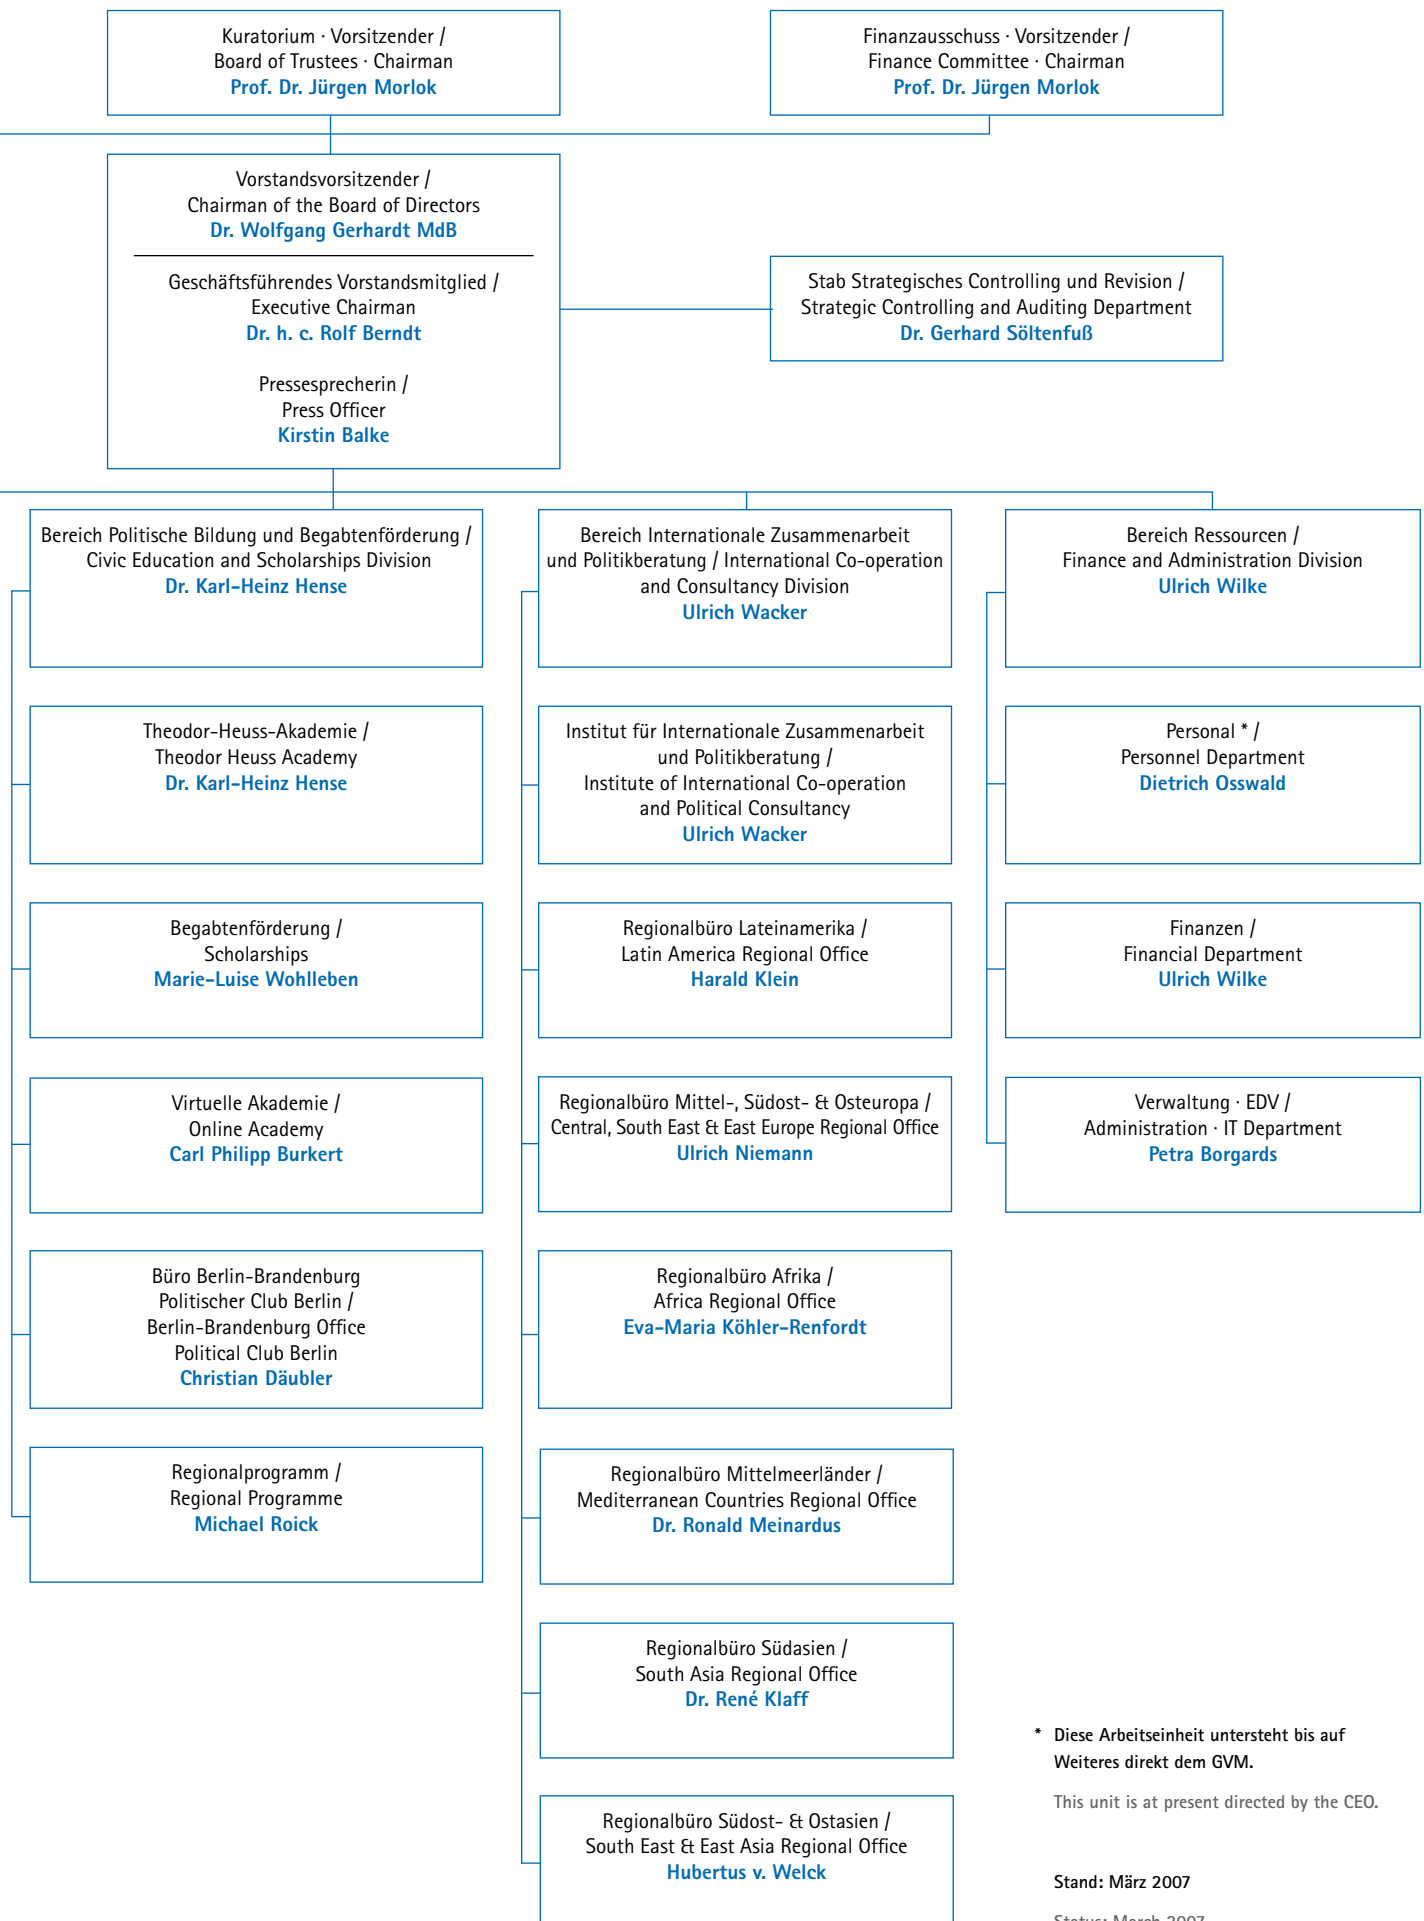 Kuratorium · Vorsitzender /
Board of Trustees · Chairman
Prof. Dr. Jürgen Morlok
Finanzausschuss · Vorsitzender /
Finance Committee · Chairman
Prof. Dr. Jürgen Morlok
Vorstandsvorsitzender /
Chairman of the Board of Directors
Dr. Wolfgang Gerhardt MdB
Geschäftsführendes Vorstandsmitglied /
Executive Chairman
Dr. h. c. Rolf Berndt
Pressesprecherin /
Press Officer
Kirstin Balke
Stab Strategisches Controlling und Revision /
Strategic Controlling and Auditing Department
Dr. Gerhard Söltenfuß
Bereich Politische Bildung und Begabtenförderung /
Civic Education and Scholarships Division
Dr. Karl-Heinz Hense
Theodor-Heuss-Akademie /
Theodor Heuss Academy
Dr. Karl-Heinz Hense
Begabtenförderung /
Scholarships
Marie-Luise Wohlleben
Virtuelle Akademie /
Online Academy
Carl Philipp Burkert
Büro Berlin-Brandenburg
Politischer Club Berlin /
Berlin-Brandenburg Office
Political Club Berlin
Christian Däubler
Regionalprogramm /
Regional Programme
Michael Roick
Bereich Internationale Zusammenarbeit
und Politikberatung / International Co-operation
and Consultancy Division
Ulrich Wacker
Institut für Internationale Zusammenarbeit
und Politikberatung /
Institute of International Co-operation
and Political Consultancy
Ulrich Wacker
Regionalbüro Lateinamerika /
Latin America Regional Office
Harald Klein
Regionalbüro Mittel-, Südost- & Osteuropa /
Central, South East & East Europe Regional Office
Ulrich Niemann
Regionalbüro Afrika /
Africa Regional Office
Eva-Maria Köhler-Renfordt
Regionalbüro Mittelmeerländer /
Mediterranean Countries Regional Office
Dr. Ronald Meinardus
Regionalbüro Südasien /
South Asia Regional Office
Dr. René Klaff
Regionalbüro Südost- & Ostasien /
South East & East Asia Regional Office
Hubertus v. Welck
Bereich Ressourcen /
Finance and Administration Division
Ulrich Wilke
Personal * /
Personnel Department
Dietrich Osswald
Finanzen /
Financial Department
Ulrich Wilke
Verwaltung · EDV /
Administration · IT Department
Petra Borgards
* Diese Arbeitseinheit untersteht bis auf
Weiteres direkt dem GVM.
This unit is at present directed by the CEO.
Stand: März 2007
Status: March 2007